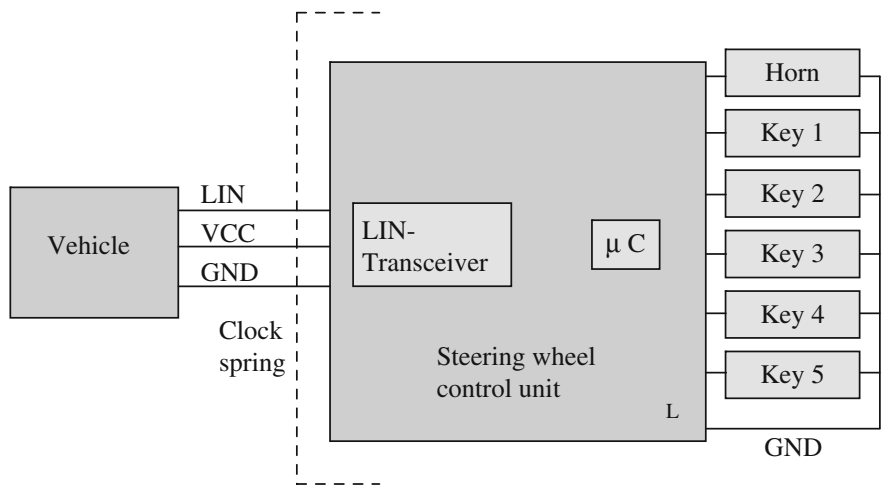 Horn
Key 1
Key 2
Key 3
Key 4
Key 5
GND
Vehicle
LIN
VCC
GND
Clock
spring
LIN-
Transceiver
μ C
Steering wheel
control unit
L